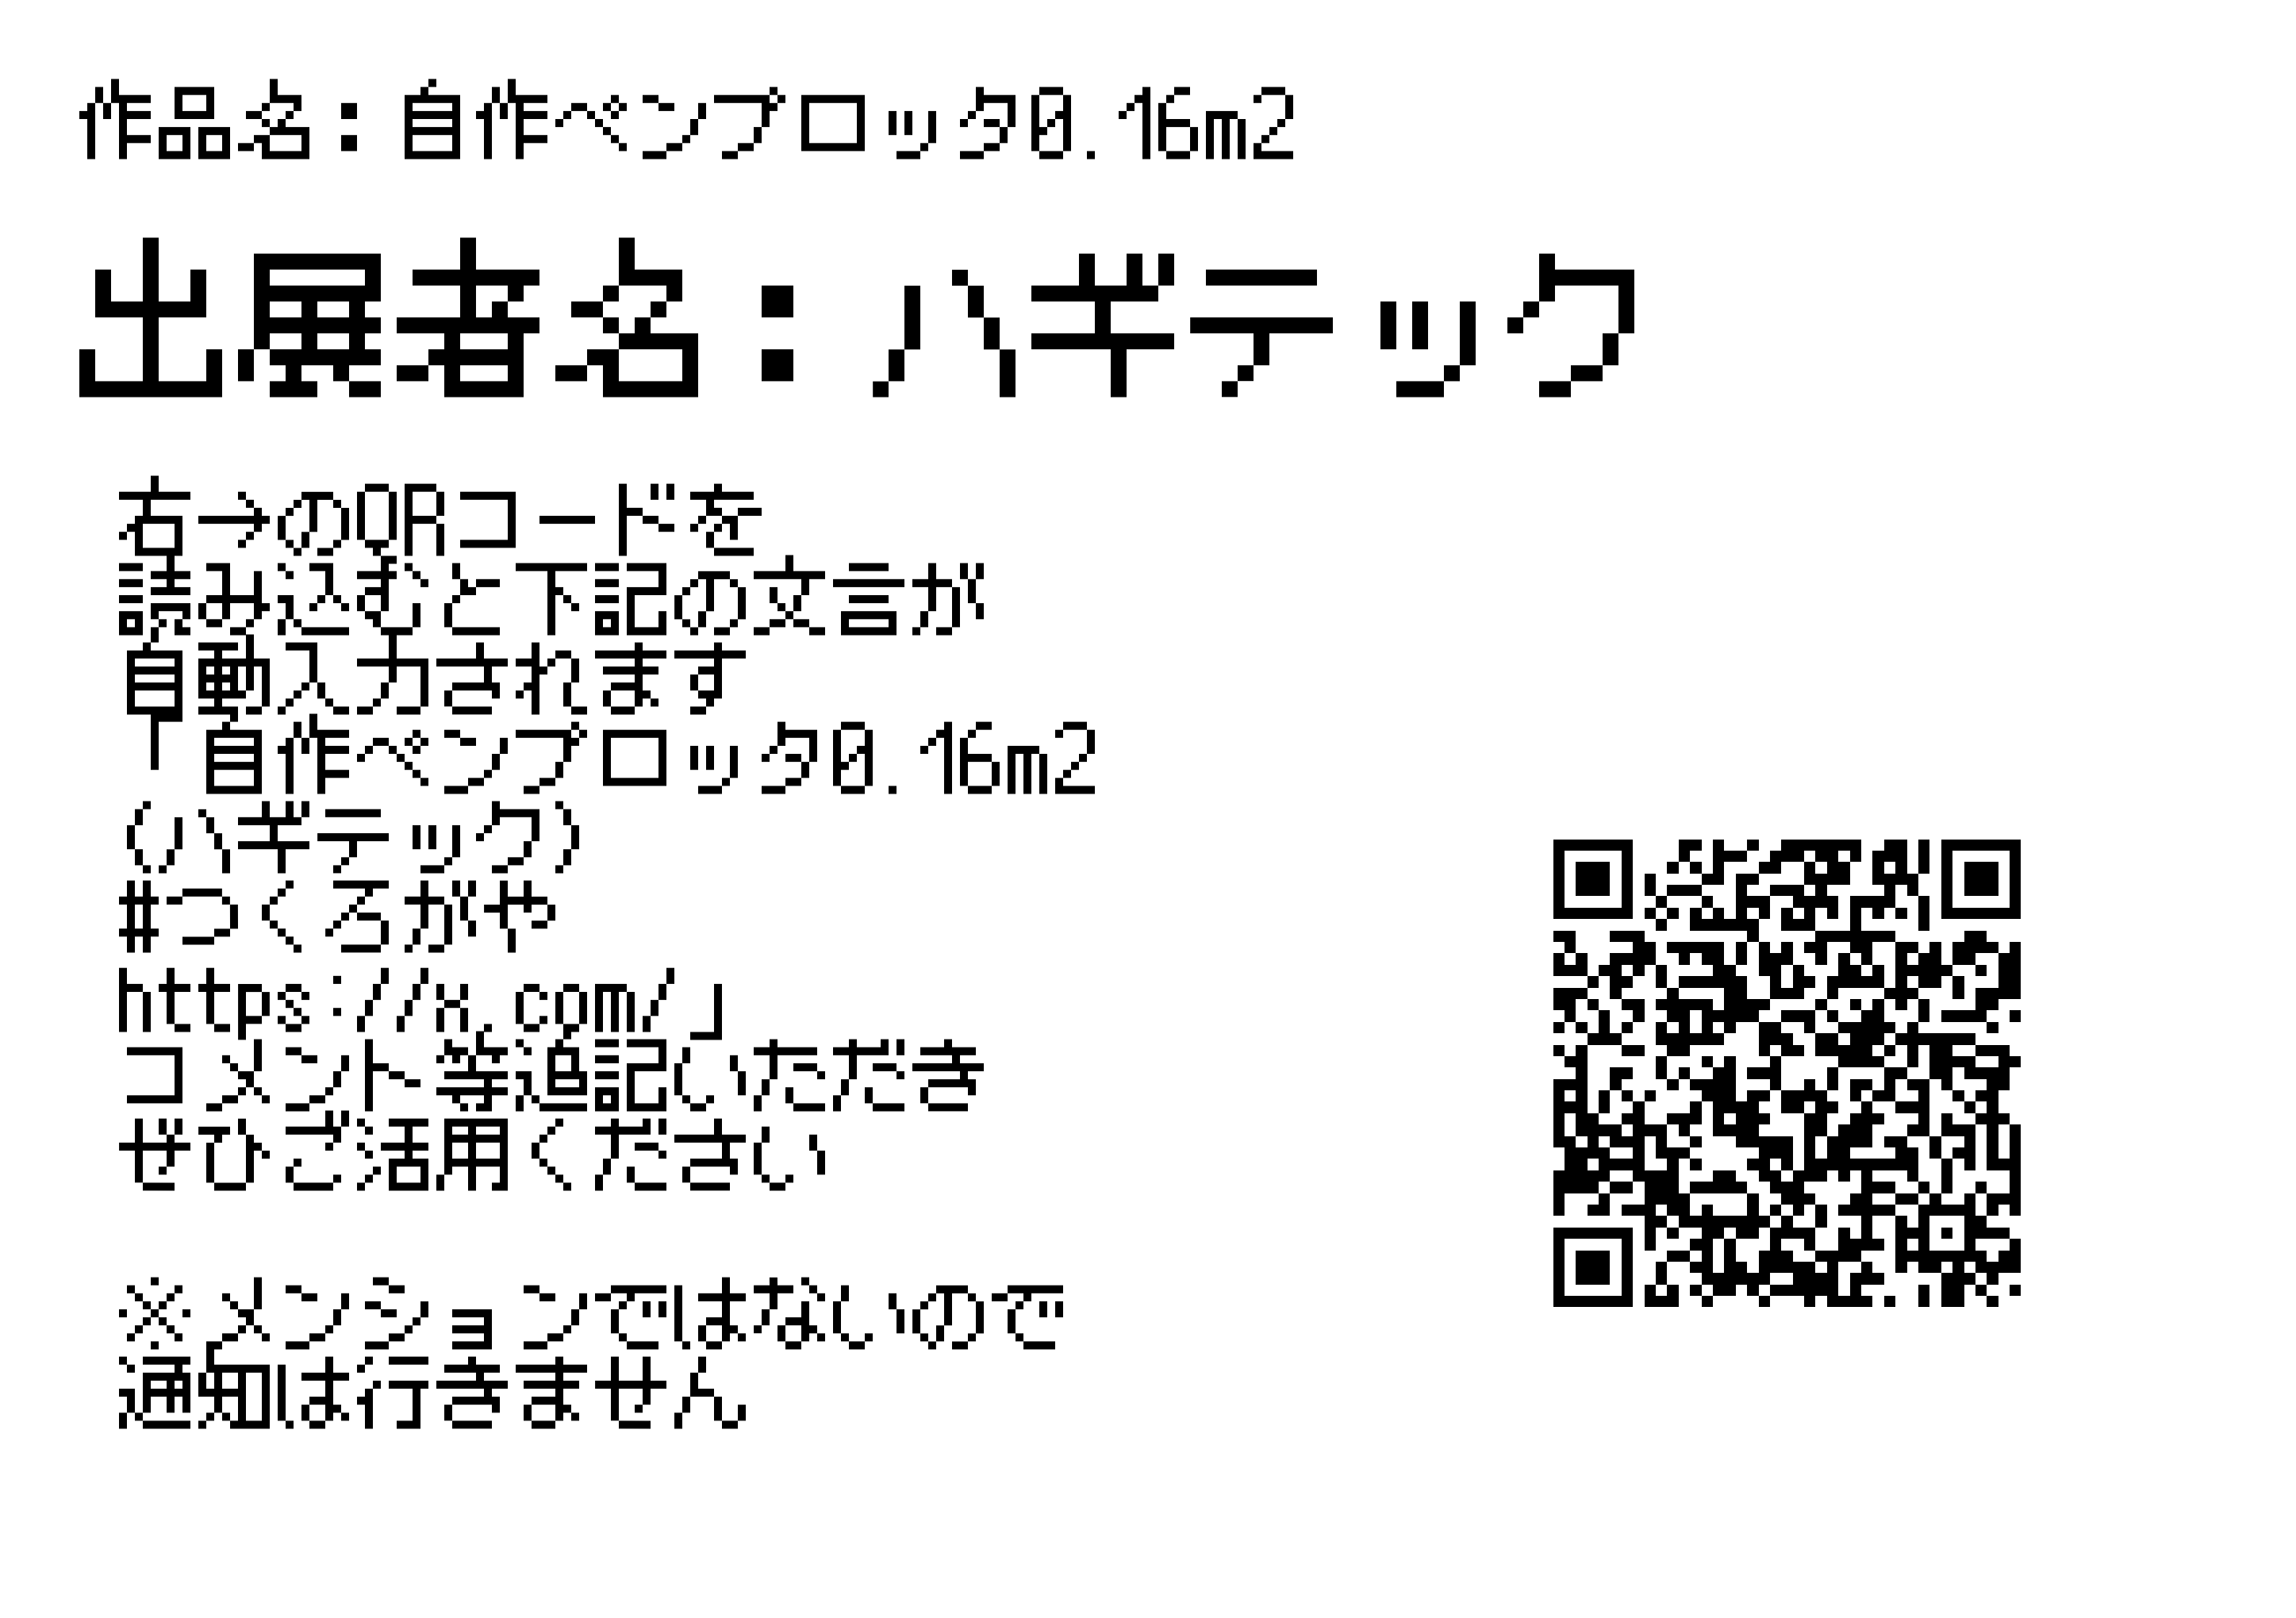 作品名：自作ペンプロッタ0.16m2
出展者名：ハギテック
右→のQRコードを
読み込むと下記の文言が
自動入力されます
「自作ペンプロッタ0.16m2
(ハギテック)
#つくろがや
https://x.com/」
コメント等追記いただき
ぜひご活用ください
※メンションではないので
通知は行きません。